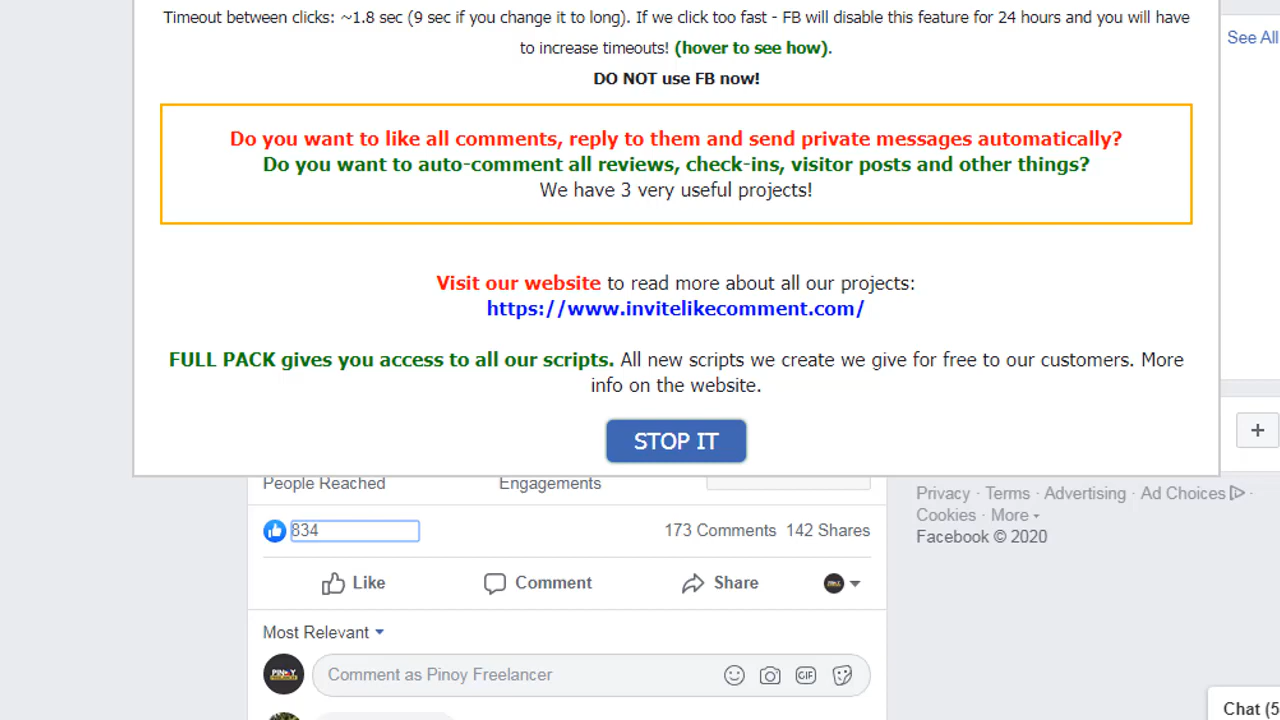 Timeout between clicks: ~1.8 sec (9 sec if you change it to long). If we click too fast - FB will disable this feature for 24 hours and you will have
to increase timeouts! (hover to see how).
DO NOT use FB now!
See All
Do you want to like all comments, reply to them and send private messages automatically?
Do you want to auto-comment all reviews, check-ins, visitor posts and other things?
We have 3 very useful projects!
Visit our website to read more about all our projects:
https://www.invitelikecomment.com/
FULL PACK gives you access to all our scripts. All new scripts we create we give for free to our customers. More
info on the website.
STOP IT
People Reached
Engagements
834
173 Comments 142 Shares
Like
Comment
Share
Most Relevant
Comment as Pinoy Freelancer
GIF
Privacy · Terms · Advertising · Ad Choices ·
Cookies · More
Facebook © 2020
Chat (5